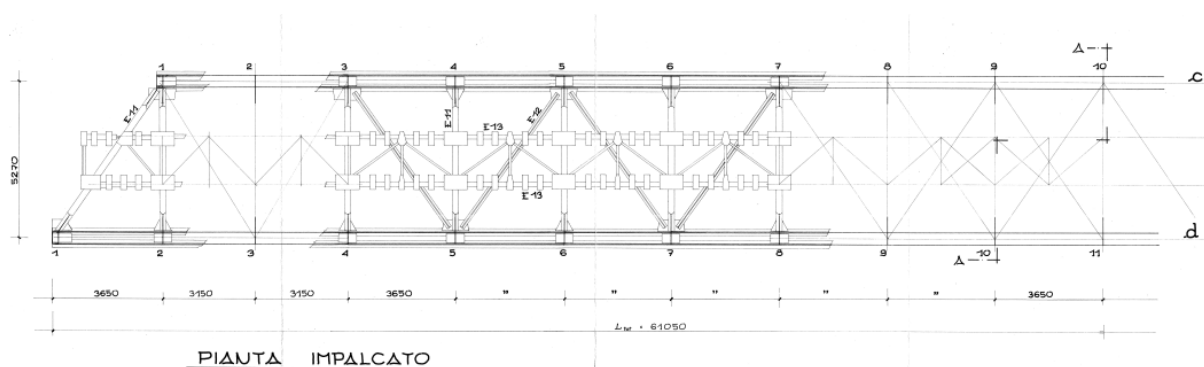 A
1 2 3 4 5 6 7 8 9 10
c
E-11 E-11 E-12
E-13
5270
E-13
d
1 2 3 4 5 6 7 8 9 10 11
A
3650 3150 3150 3650 " " " " " 3650
L tot = 61050
PIANTA IMPALCATO